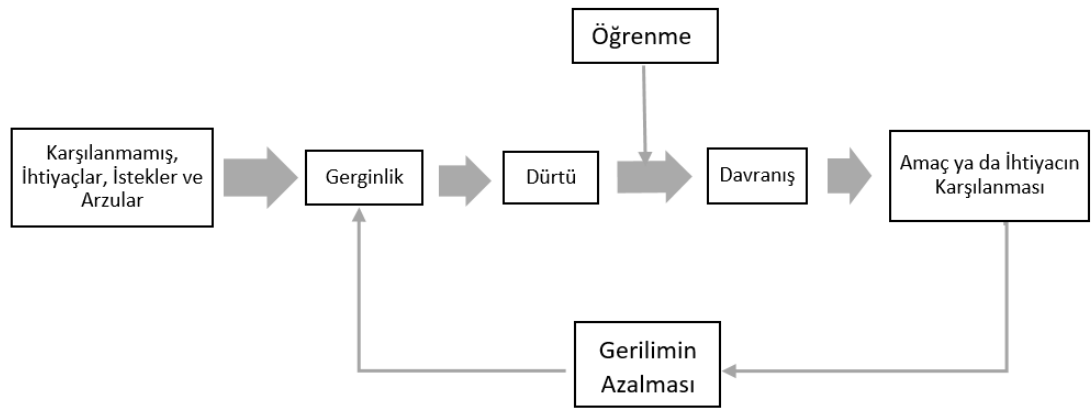 Öğrenme
Karşılanmamış,
İhtiyaçlar, İstekler ve
Arzular
Gerginlik
Dürtü
Davranış
Amaç ya da İhtiyacın
Karşılanması
Gerilimin
Azalması